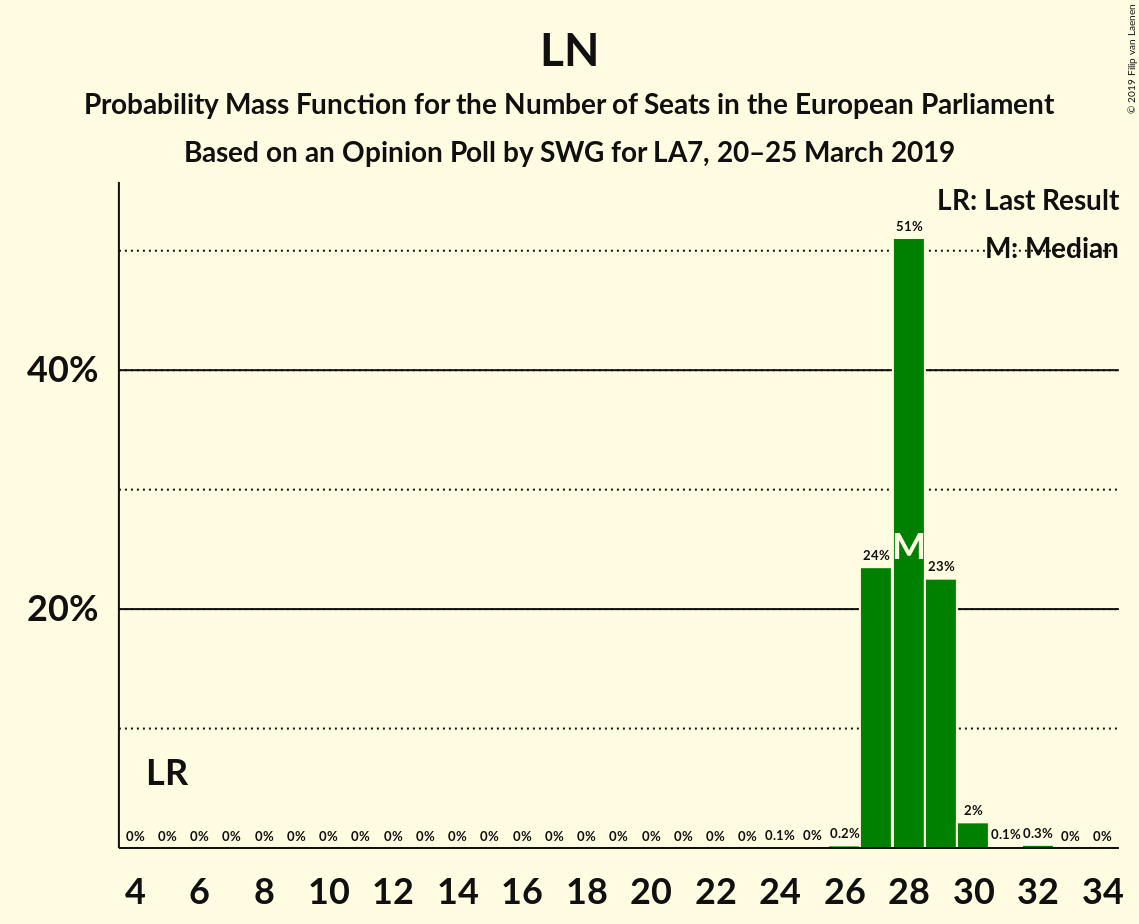 LN
Probability Mass Function for the Number of Seats in the European Parliament
Based on an Opinion Poll by SWG for LA7, 20–25 March 2019
© 2019 Filip van Laenen
LR: Last Result
M: Median
51%
40%
24%
M
23%
20%
LR
0% 0% 0% 0% 0% 0% 0% 0% 0% 0% 0% 0% 0% 0% 0% 0% 0% 0% 0% 0% 0.1% 0% 0.2% 2% 0.1% 0.3% 0% 0%
4 6 8 10 12 14 16 18 20 22 24 26 28 30 32 34